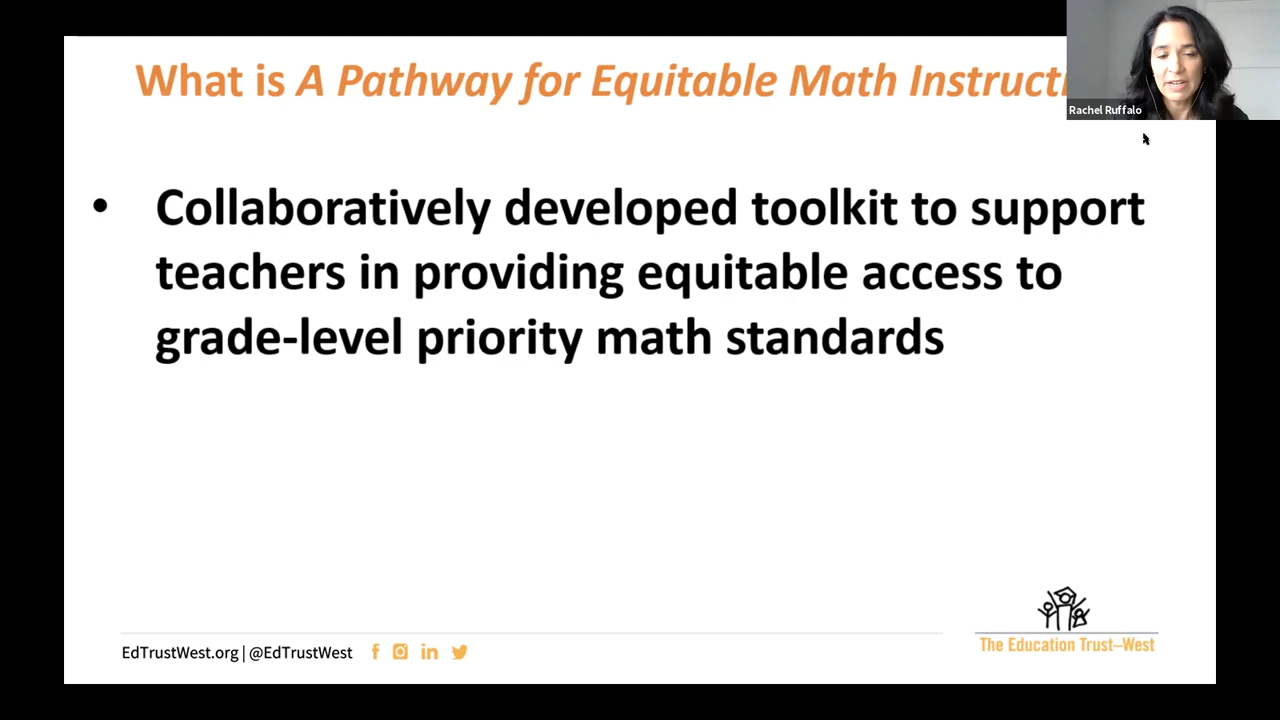 What is A Pathway for Equitable Math Instruct
Rachel Ruffalo
• Collaboratively developed toolkit to support
teachers in providing equitable access to
grade-level priority math standards
EdTrustWest.org | @EdTrustWest
The Education Trust–West